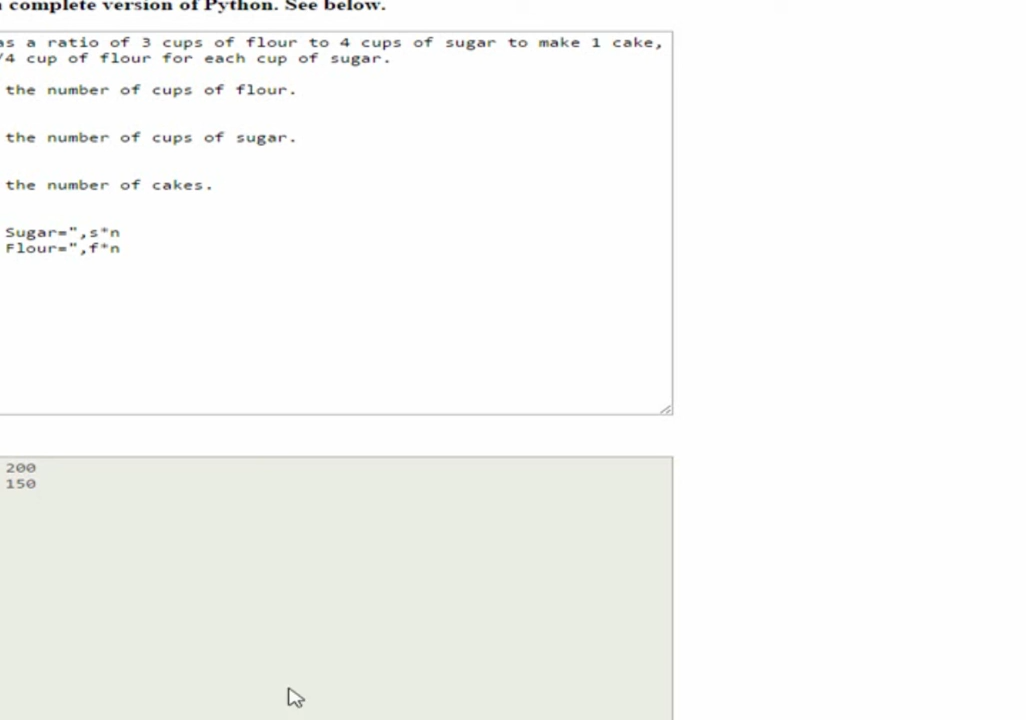 complete version of Python. See below.
as a ratio of 3 cups of flour to 4 cups of sugar to make 1 cake,
/4 cup of flour for each cup of sugar.
the number of cups of flour.
the number of cups of sugar.
the number of cakes.
Sugar=",s*n
Flour=",f*n
200
150